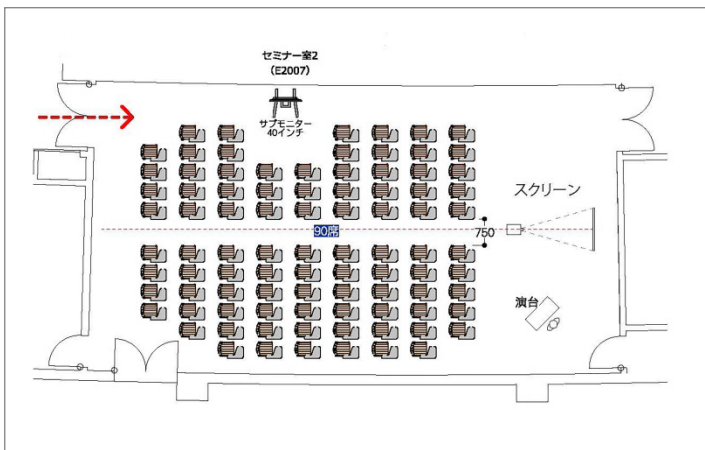 セミナー室2
(E2007)
サブモニター
40インチ
スクリーン
90席
750
演台